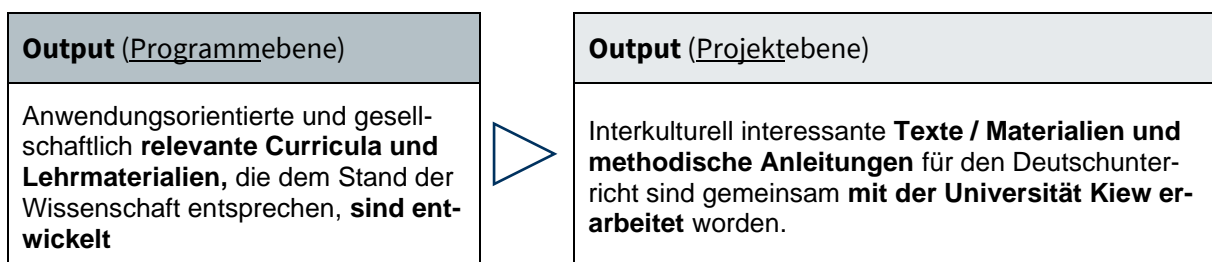 Output (Programmebene)
Anwendungsorientierte und gesell-
schaftlich relevante Curricula und
Lehrmaterialien, die dem Stand der
Wissenschaft entsprechen, sind ent-
wickelt
Output (Projektebene)
Interkulturell interessante Texte / Materialien und
methodische Anleitungen für den Deutschunter-
richt sind gemeinsam mit der Universität Kiew er-
arbeitet worden.